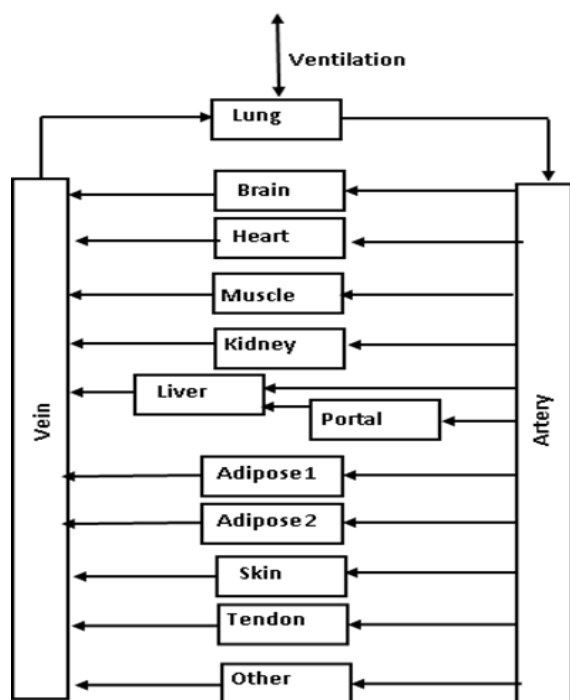 Ventilation
Lung
Brain
Heart
Muscle
Kidney
Liver
Portal
Vein
Artery
Adipose1
Adipose2
Skin
Tendon
Other